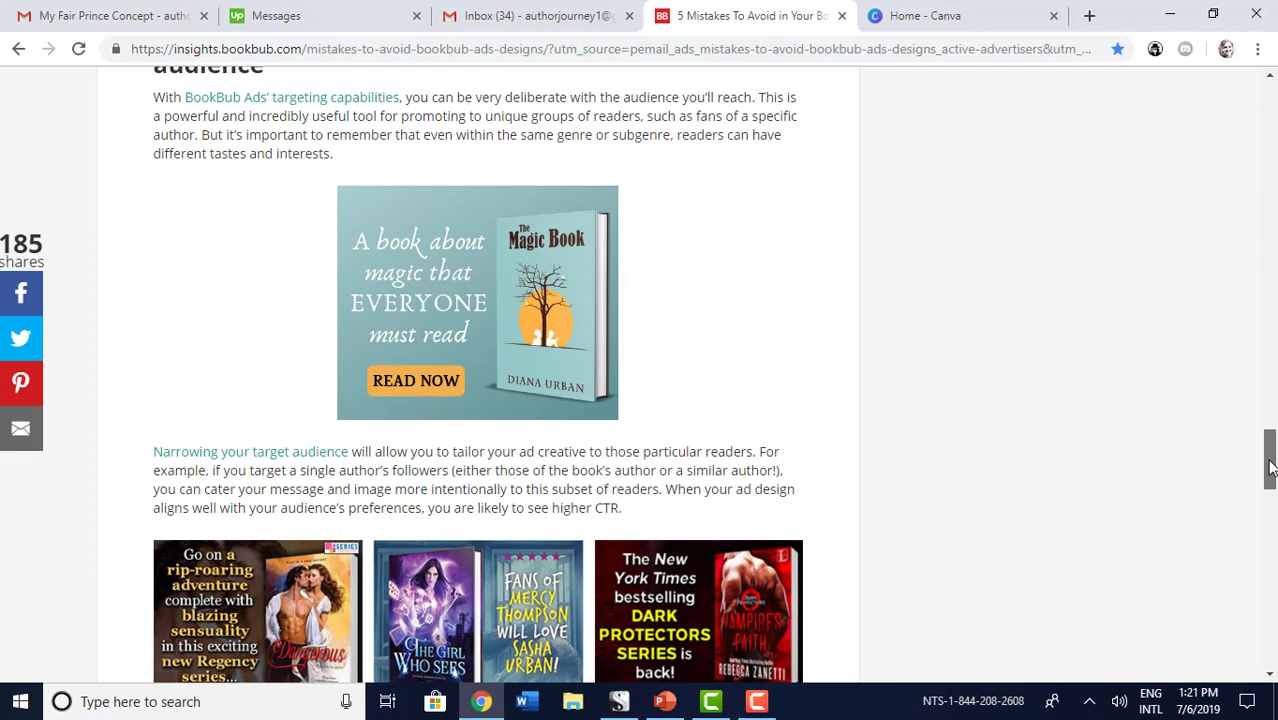 My Fair Prince Concept - autho
Messages
Inbox (34) - authorjourney1@g
5 Mistakes To Avoid in Your Bo
Home - Canva
https://insights.bookbub.com/mistakes-to-avoid-bookbub-ads-designs/?utm_source=pemail_ads_mistakes-to-avoid-bookbub-ads-designs_active-advertisers&utm_...
audience
With BookBub Ads' targeting capabilities, you can be very deliberate with the audience you'll reach. This is
a powerful and incredibly useful tool for promoting to unique groups of readers, such as fans of a specific
author. But it's important to remember that even within the same genre or subgenre, readers can have
different tastes and interests.
185
shares
A book about
magic that
EVERYONE
must read
READ NOW
The
Magic Book
DIANA URBAN
Narrowing your target audience will allow you to tailor your ad creative to those particular readers. For
example, if you target a single author's followers (either those of the book's author or a similar author!),
you can cater your message and image more intentionally to this subset of readers. When your ad design
aligns well with your audience's preferences, you are likely to see higher CTR.
Go on a
rip-roaring
adventure
complete with
blazing
sensuality
in this exciting
new Regency
series...
SERIES
Dangerous
THE GIRL
WHO SEES
FANS OF
MERCY
THOMPSON
WILL LOVE
SASHA
URBAN!
The New
York Times
bestselling
DARK
PROTECTORS
SERIES is
back!
VAMPIRE'S
FAITH
REBECCA ZANETTI
Type here to search
NTS-1-844-208-2608
ENG
INTL
1:21 PM
7/6/2019